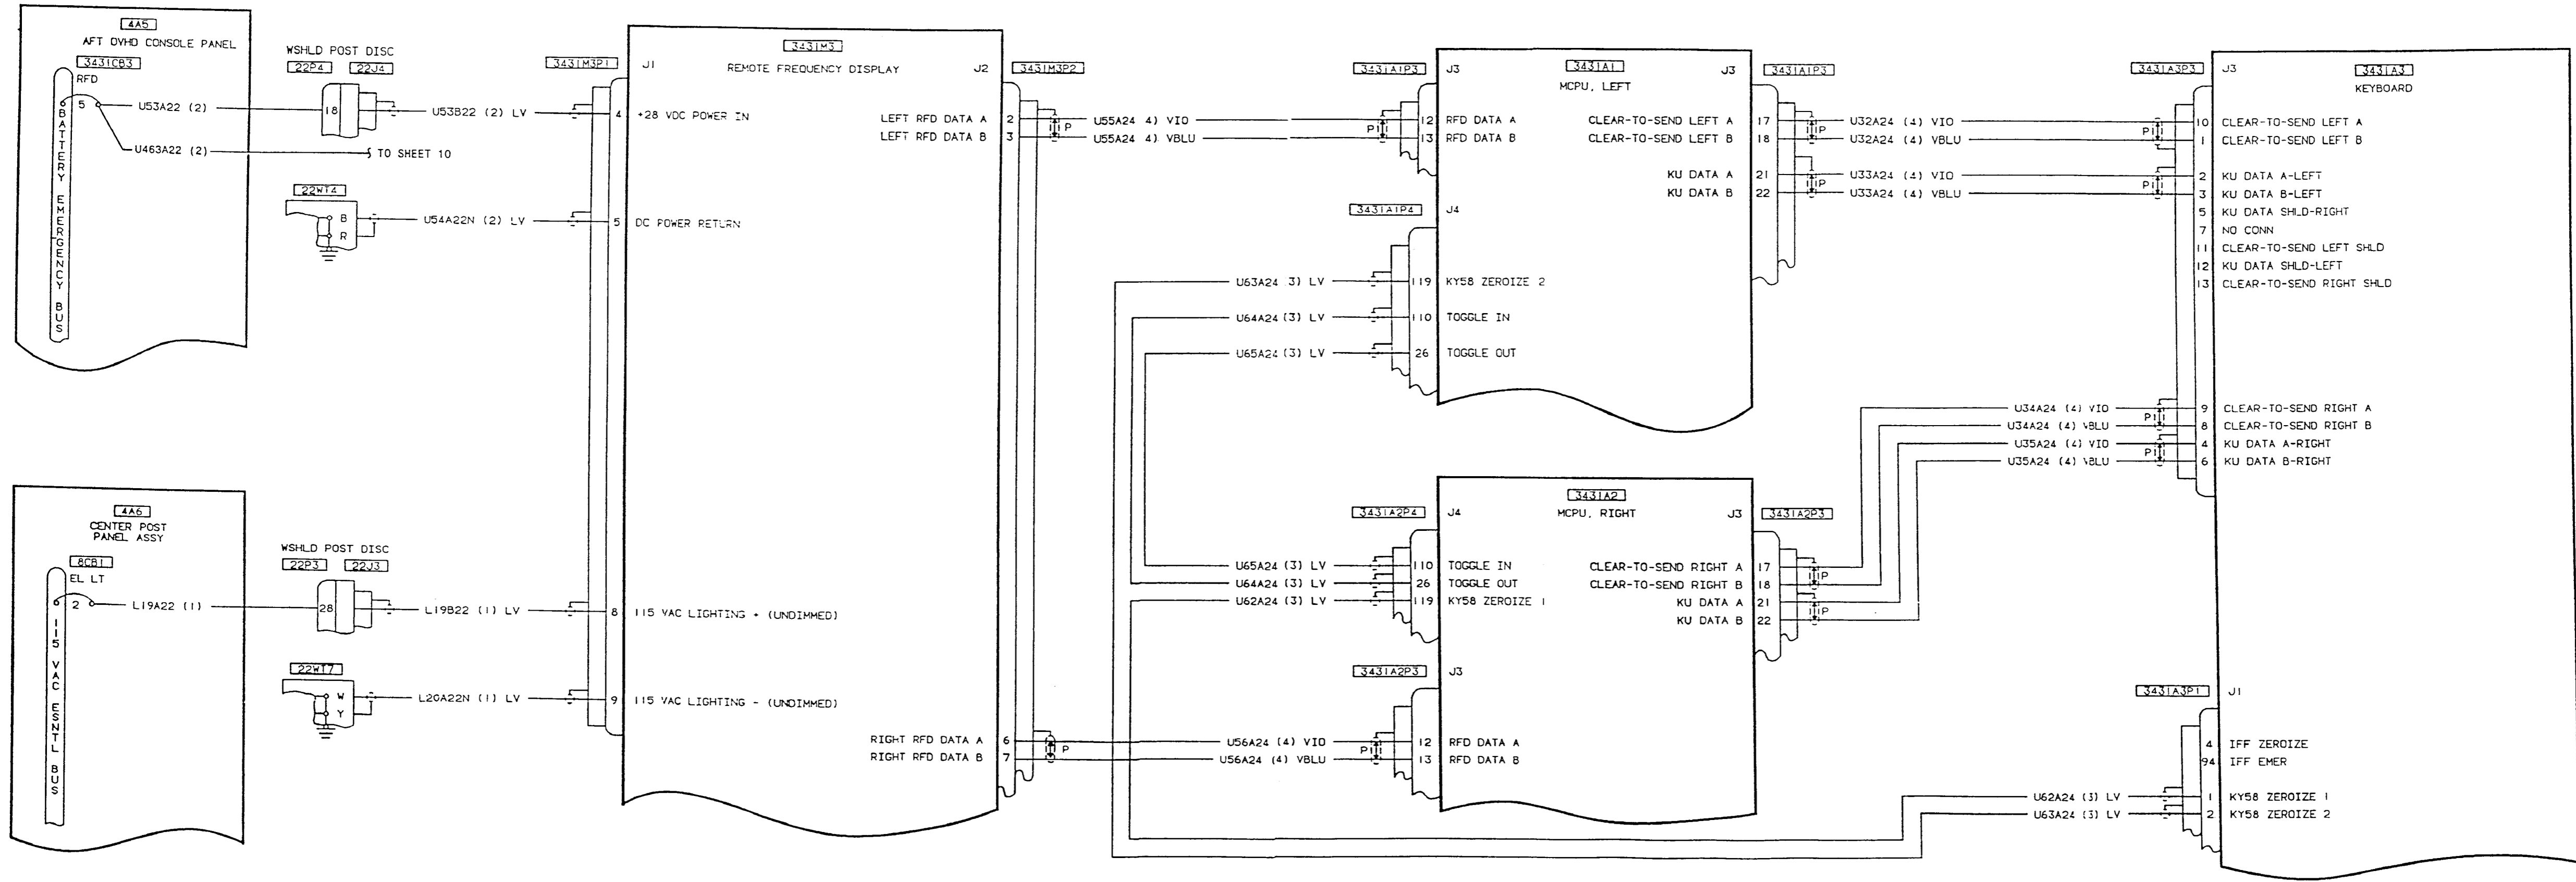 4A5
AFT OVHD CONSOLE PANEL
3431CB3
RFD
5
BATTERY EMERGENCY BUS
U53A22 (2)
U463A22 (2)
TO SHEET 10
WSHLD POST DISC
22P4 22J4
18
U53B22 (2) LV
22WT4
B
R
U54A22N (2) LV
4A6
CENTER POST
PANEL ASSY
8CB1
EL LT
2
115 VAC ESNTL BUS
L19A22 (1)
WSHLD POST DISC
22P3 22J3
28
L19B22 (1) LV
22WT7
W
Y
L20A22N (1) LV
3431M3P1
J1
3431M3
REMOTE FREQUENCY DISPLAY
J2
3431M3P2
4 +28 VDC POWER IN
5 DC POWER RETURN
8 115 VAC LIGHTING + (UNDIMMED)
9 115 VAC LIGHTING - (UNDIMMED)
LEFT RFD DATA A 2
LEFT RFD DATA B 3
RIGHT RFD DATA A 6
RIGHT RFD DATA B 7
P
P
U55A24 4) VIO
U55A24 4) VBLU
P
3431A1P3
J3
3431A1
MCPU, LEFT
J3
3431A1P3
12 RFD DATA A
13 RFD DATA B
CLEAR-TO-SEND LEFT A 17
CLEAR-TO-SEND LEFT B 18
KU DATA A 21
KU DATA B 22
P
P
3431A1P4
J4
U63A24 3) LV
119 KY58 ZEROIZE 2
U64A24 (3) LV
110 TOGGLE IN
U65A24 (3) LV
26 TOGGLE OUT
3431A2P4
J4
3431A2
MCPU, RIGHT
J3
3431A2P3
U65A24 (3) LV
110 TOGGLE IN
U64A24 (3) LV
26 TOGGLE OUT
U62A24 (3) LV
119 KY58 ZEROIZE 1
CLEAR-TO-SEND RIGHT A 17
CLEAR-TO-SEND RIGHT B 18
KU DATA A 21
KU DATA B 22
P
P
3431A2P3
J3
U56A24 (4) VIO
U56A24 (4) VBLU
P
12 RFD DATA A
13 RFD DATA B
U32A24 (4) VIO
U32A24 (4) VBLU
U33A24 (4) VIO
U33A24 (4) VBLU
P
P
3431A3P3
J3
3431A3
KEYBOARD
10 CLEAR-TO-SEND LEFT A
1 CLEAR-TO-SEND LEFT B
2 KU DATA A-LEFT
3 KU DATA B-LEFT
5 KU DATA SHLD-RIGHT
7 NO CONN
11 CLEAR-TO-SEND LEFT SHLD
12 KU DATA SHLD-LEFT
13 CLEAR-TO-SEND RIGHT SHLD
U34A24 (4) VIO
U34A24 (4) VBLU
U35A24 (4) VIO
U35A24 (4) VBLU
P
P
9 CLEAR-TO-SEND RIGHT A
8 CLEAR-TO-SEND RIGHT B
4 KU DATA A-RIGHT
6 KU DATA B-RIGHT
3431A3P1
J1
4 IFF ZEROIZE
94 IFF EMER
U62A24 (3) LV
1 KY58 ZEROIZE 1
U63A24 (3) LV
2 KY58 ZEROIZE 2